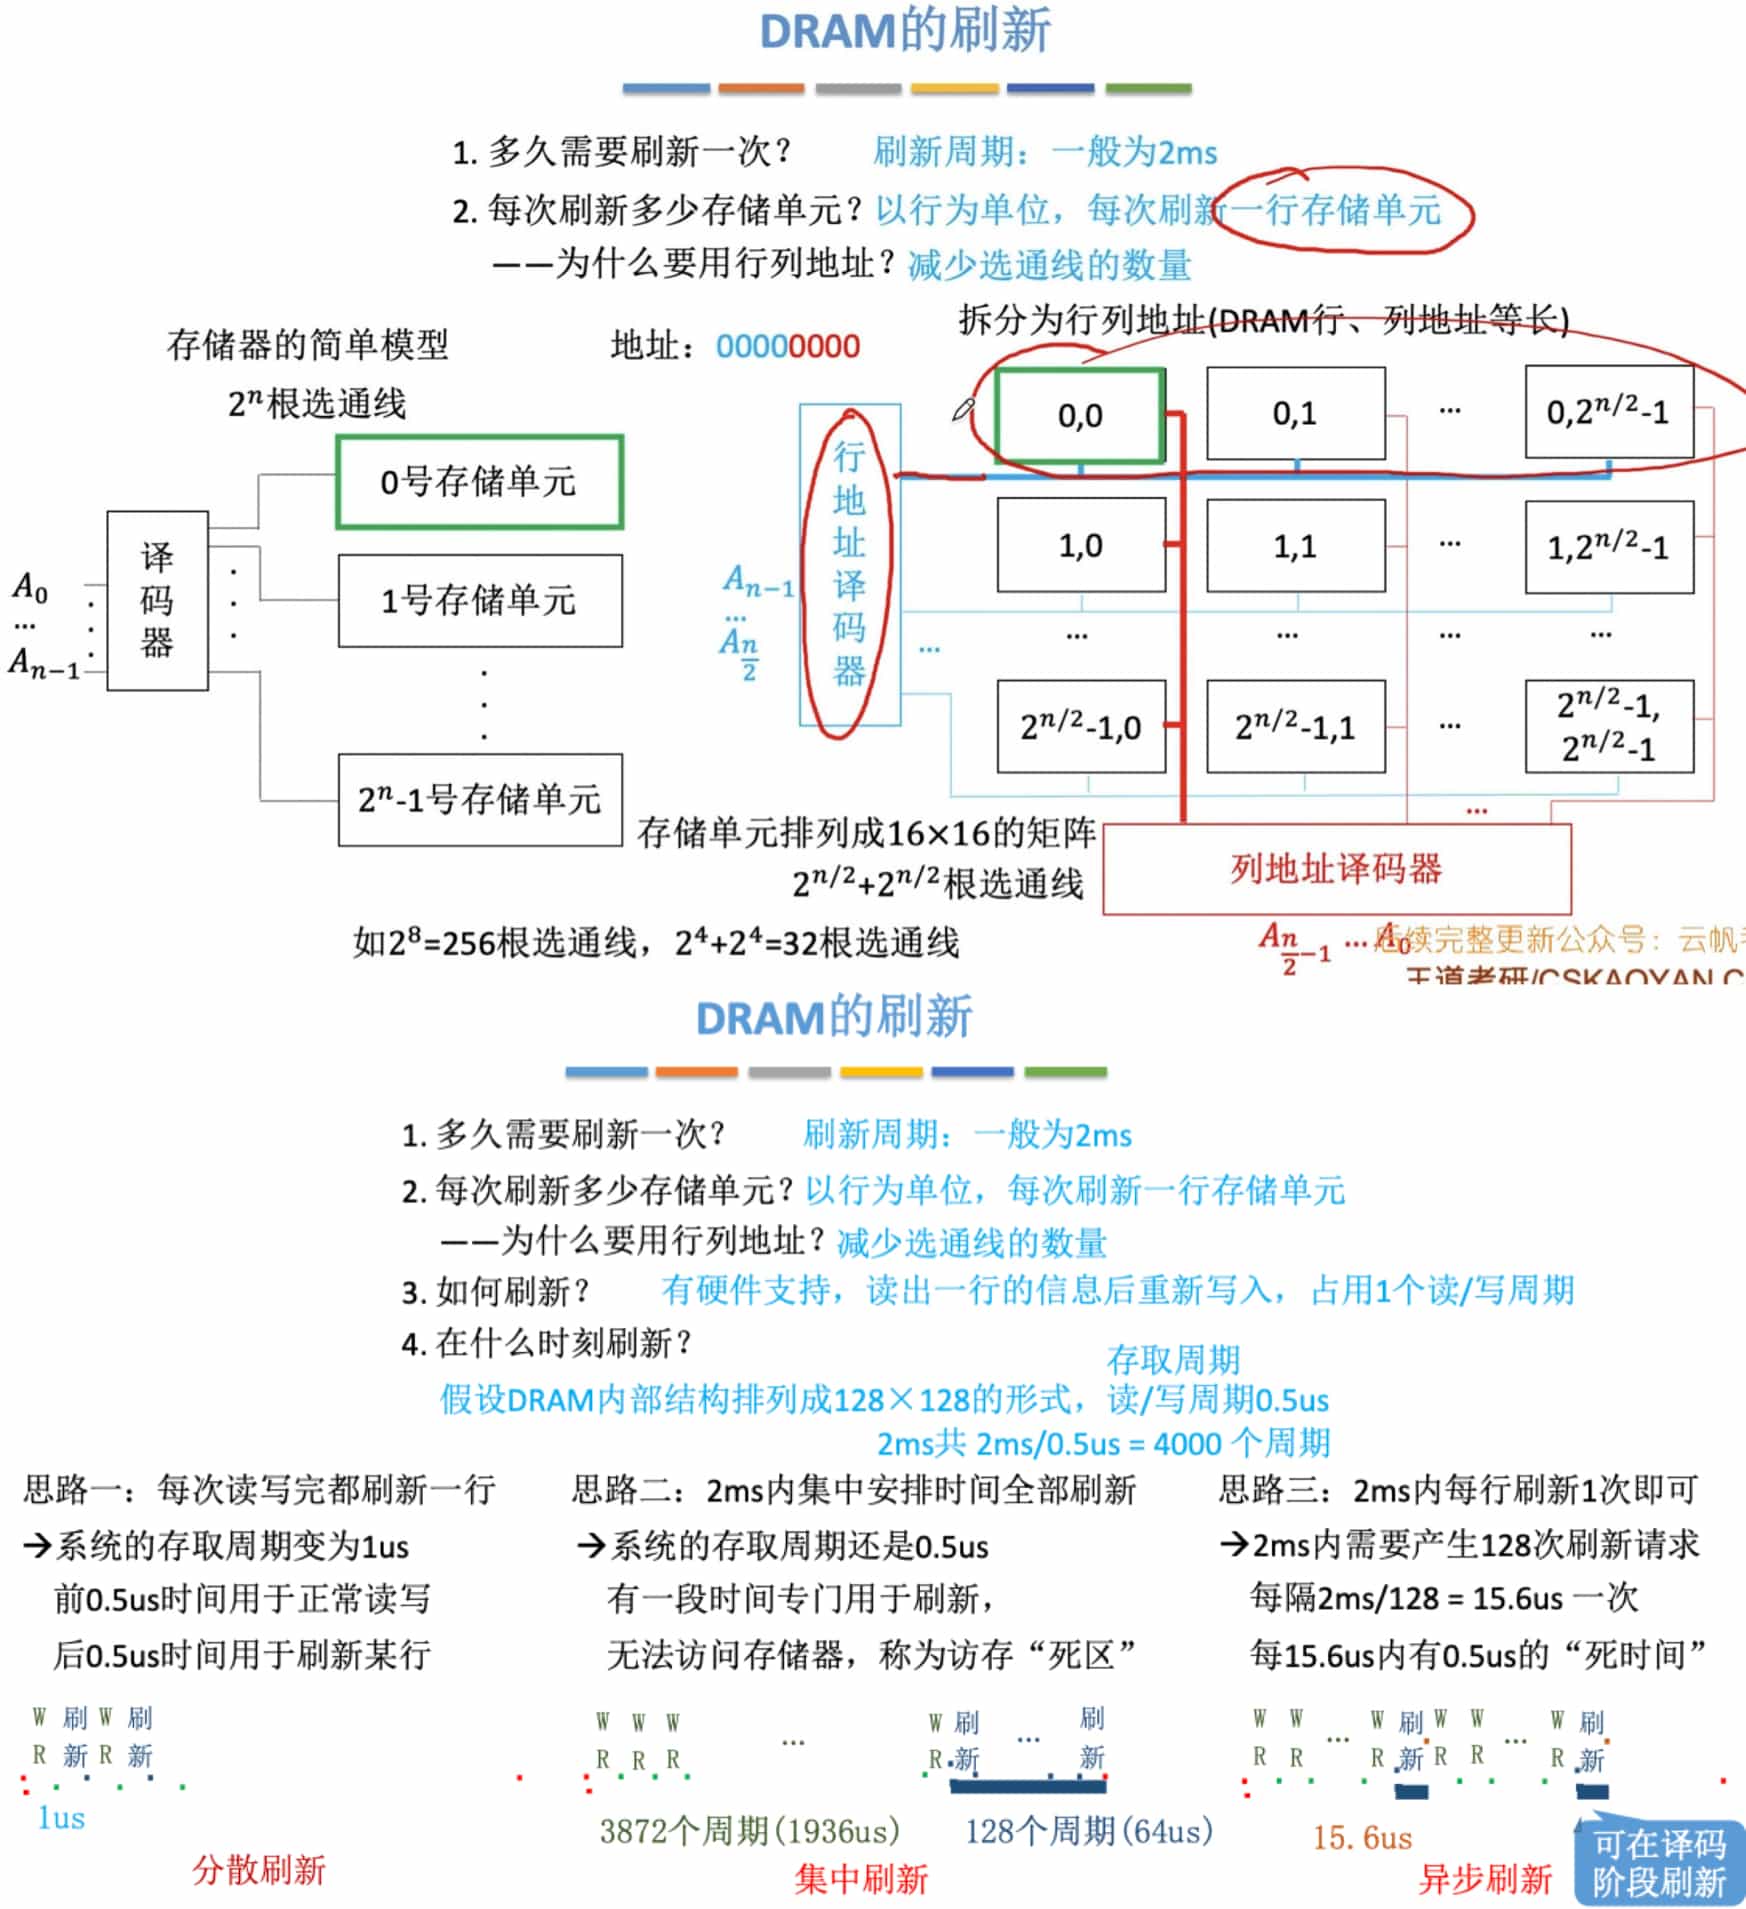 DRAM的刷新
1. 多久需要刷新一次？ 刷新周期：一般为2ms
2. 每次刷新多少存储单元？以行为单位，每次刷新一行存储单元
——为什么要用行列地址？减少选通线的数量
存储器的简单模型
2ⁿ根选通线
0号存储单元
1号存储单元
2ⁿ-1号存储单元
译码器
A₀
...
Aₙ₋₁
地址：00000000
拆分为行列地址(DRAM行、列地址等长)
行地址译码器
Aₙ₋₁
...
A_{n/2}
...
0,0 0,1 ... 0,2^{n/2}-1
1,0 1,1 ... 1,2^{n/2}-1
... ... ... ...
2^{n/2}-1,0 2^{n/2}-1,1 ... 2^{n/2}-1,
2^{n/2}-1
...
列地址译码器
A_{n/2-1} ... A₀
存储单元排列成16×16的矩阵
2^{n/2}+2^{n/2}根选通线
如2⁸=256根选通线，2⁴+2⁴=32根选通线
后续完整更新公众号：云帆
王道考研/CSKAOYAN.C
DRAM的刷新
1. 多久需要刷新一次？ 刷新周期：一般为2ms
2. 每次刷新多少存储单元？以行为单位，每次刷新一行存储单元
——为什么要用行列地址？减少选通线的数量
3. 如何刷新？ 有硬件支持，读出一行的信息后重新写入，占用1个读/写周期
4. 在什么时刻刷新？
存取周期
假设DRAM内部结构排列成128×128的形式，读/写周期0.5us
2ms共 2ms/0.5us = 4000 个周期
思路一：每次读写完都刷新一行
→系统的存取周期变为1us
前0.5us时间用于正常读写
后0.5us时间用于刷新某行
W 刷 W 刷
R 新 R 新
1us
分散刷新
思路二：2ms内集中安排时间全部刷新
→系统的存取周期还是0.5us
有一段时间专门用于刷新，
无法访问存储器，称为访存“死区”
W W W ... W 刷 ... 刷
R R R R 新 新
3872个周期(1936us) 128个周期(64us)
集中刷新
思路三：2ms内每行刷新1次即可
→2ms内需要产生128次刷新请求
每隔2ms/128 = 15.6us 一次
每15.6us内有0.5us的“死时间”
W W ... W 刷 W W ... W 刷
R R R 新 R R R 新
15.6us
异步刷新
可在译码
阶段刷新